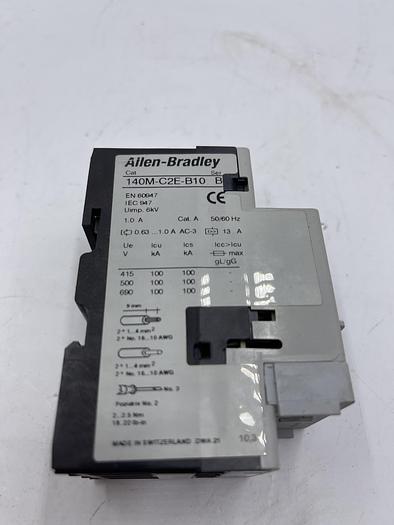 Allen-Bradley
Cat Ser
140M-C2E-B10 B
EN 60947
IEC 947
Uimp. 6kV
1.0 A Cat. A 50/60 Hz
0.63 ...1.0 A AC-3 13 A
Ue Icu Ics Icc>Icu
V kA kA max
gL/gG
415 100 100 -
500 100 100 -
690 100 100 -
9 mm
2 * 1...4 mm²
2 * No. 16...10 AWG
2 * 1...4 mm²
2 * No. 16...10 AWG
No. 3
Pozidriv No. 2
2...2.5 Nm
18...22 lb-in
MADE IN SWITZERLAND